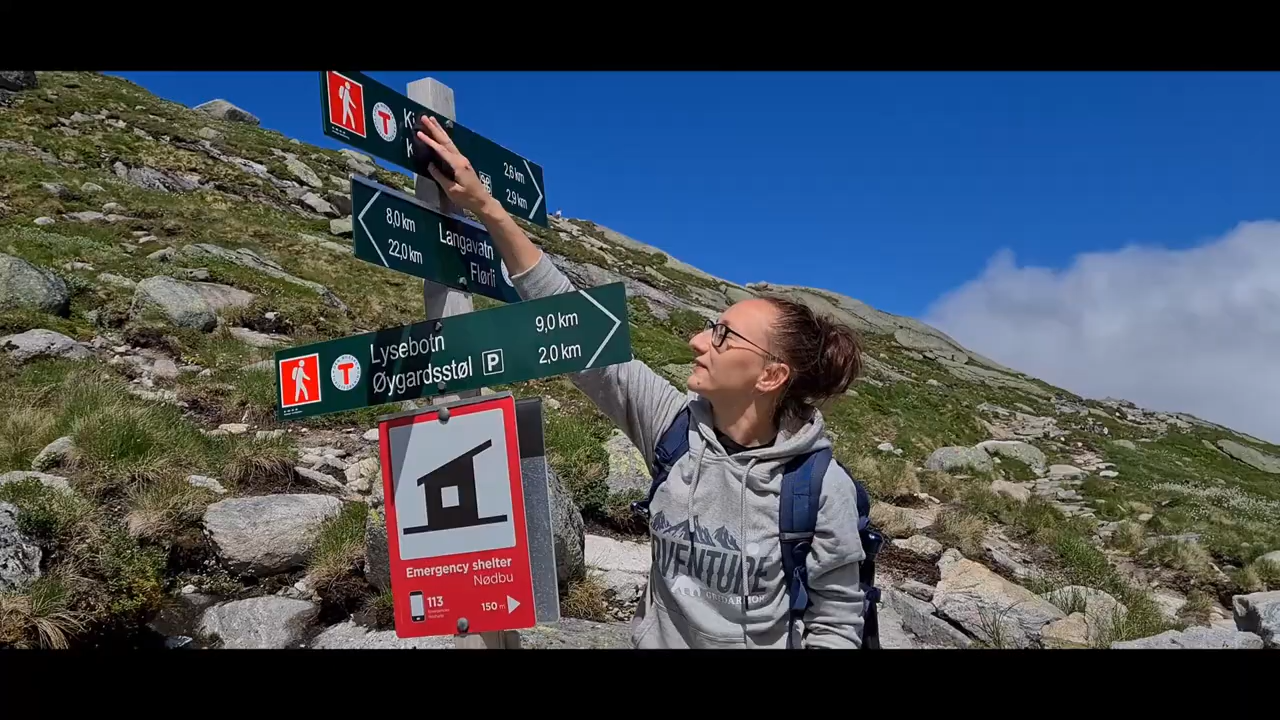 T
2,6 km
2,9 km
8,0 km
22,0 km
Langavatn
Flørli
Lysebotn
Øygardsstøl P
9,0 km
2,0 km
T
Emergency shelter
Nødbu
113
150 m
ADVENTURE